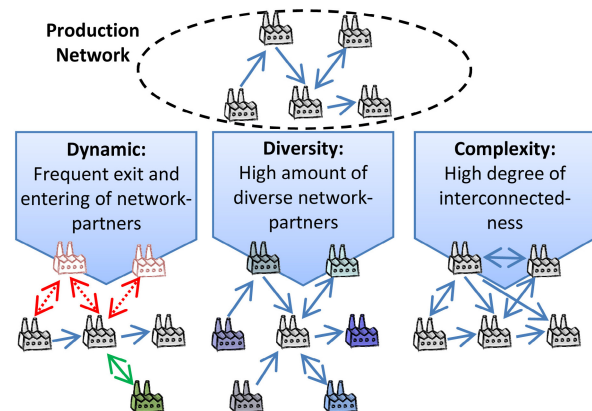 Production
Network
Dynamic:
Frequent exit and
entering of network-
partners
Diversity:
High amount of
diverse network-
partners
Complexity:
High degree of
interconnected-
ness